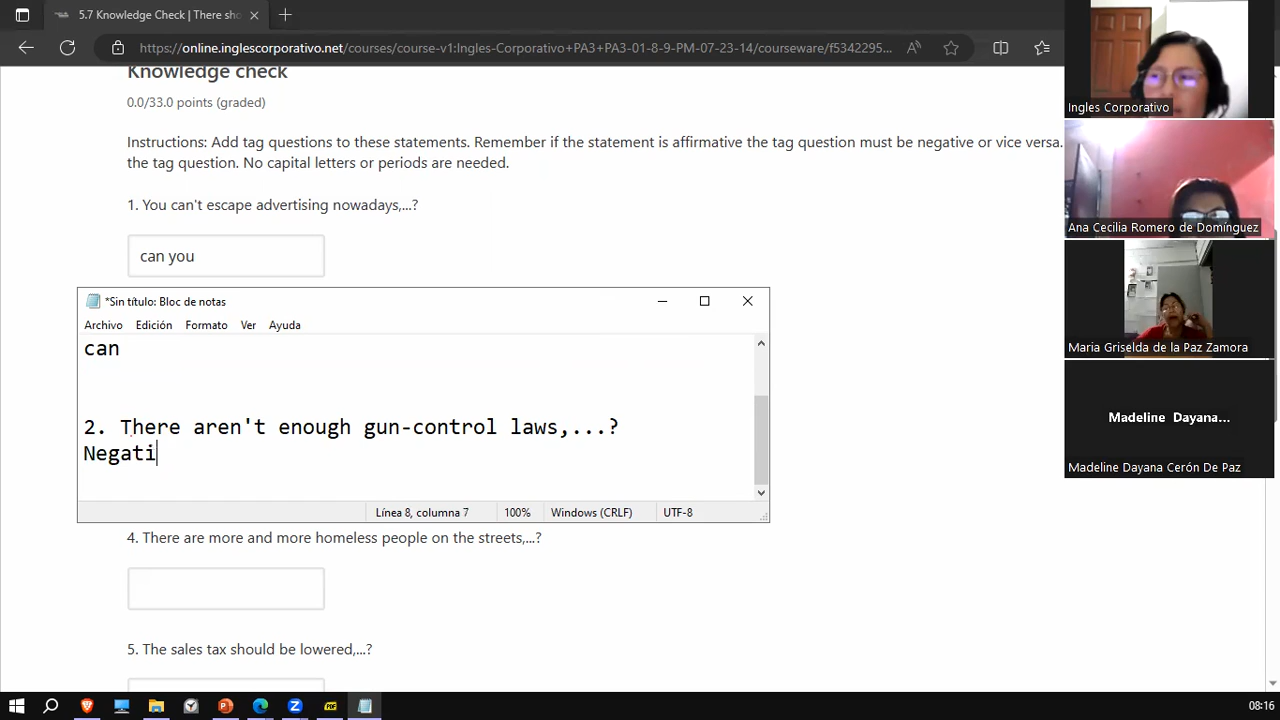 5.7 Knowledge Check | There sho
https://online.inglescorporativo.net/courses/course-v1:Ingles-Corporativo+PA3+PA3-01-8-9-PM-07-23-14/courseware/f5342295...
Knowledge check
0.0/33.0 points (graded)
Instructions: Add tag questions to these statements. Remember if the statement is affirmative the tag question must be negative or vice versa.
the tag question. No capital letters or periods are needed.
1. You can't escape advertising nowadays,...?
can you
*Sin título: Bloc de notas
Archivo Edición Formato Ver Ayuda
can
2. There aren't enough gun-control laws,...?
Negati
Línea 8, columna 7 100% Windows (CRLF) UTF-8
4. There are more and more homeless people on the streets,...?
5. The sales tax should be lowered,...?
Ingles Corporativo
Ana Cecilia Romero de Domínguez
Maria Griselda de la Paz Zamora
Madeline Dayana...
Madeline Dayana Cerón De Paz
08:16